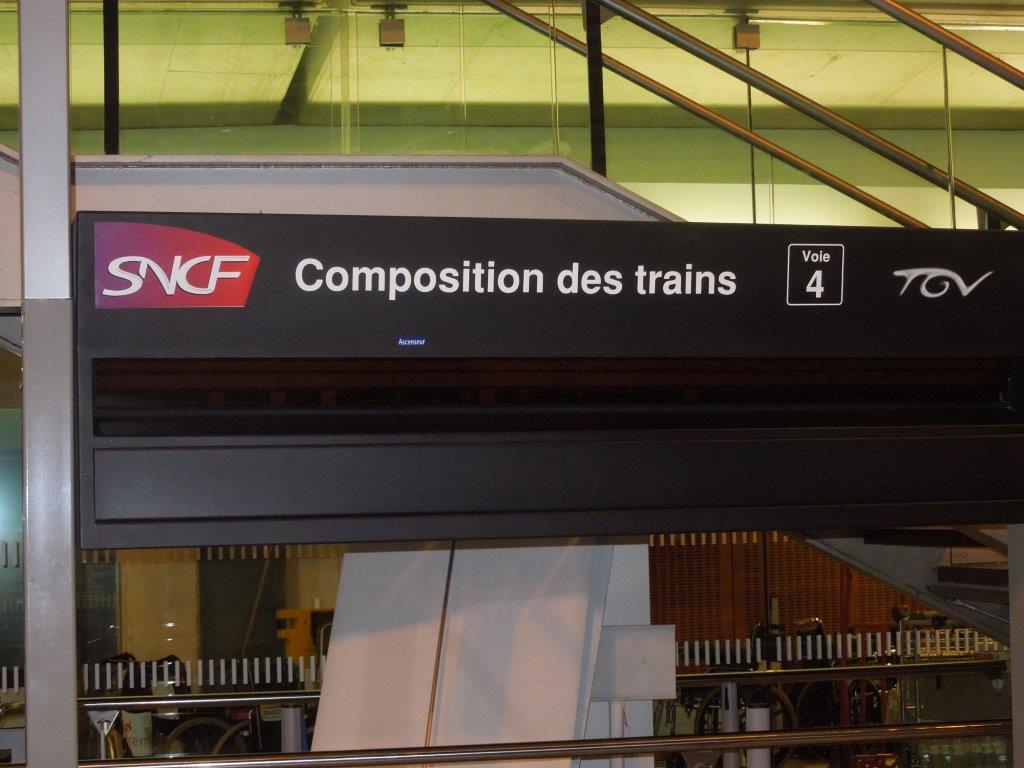 SNCF
Composition des trains
Voie
4
TGV
Ascenseur